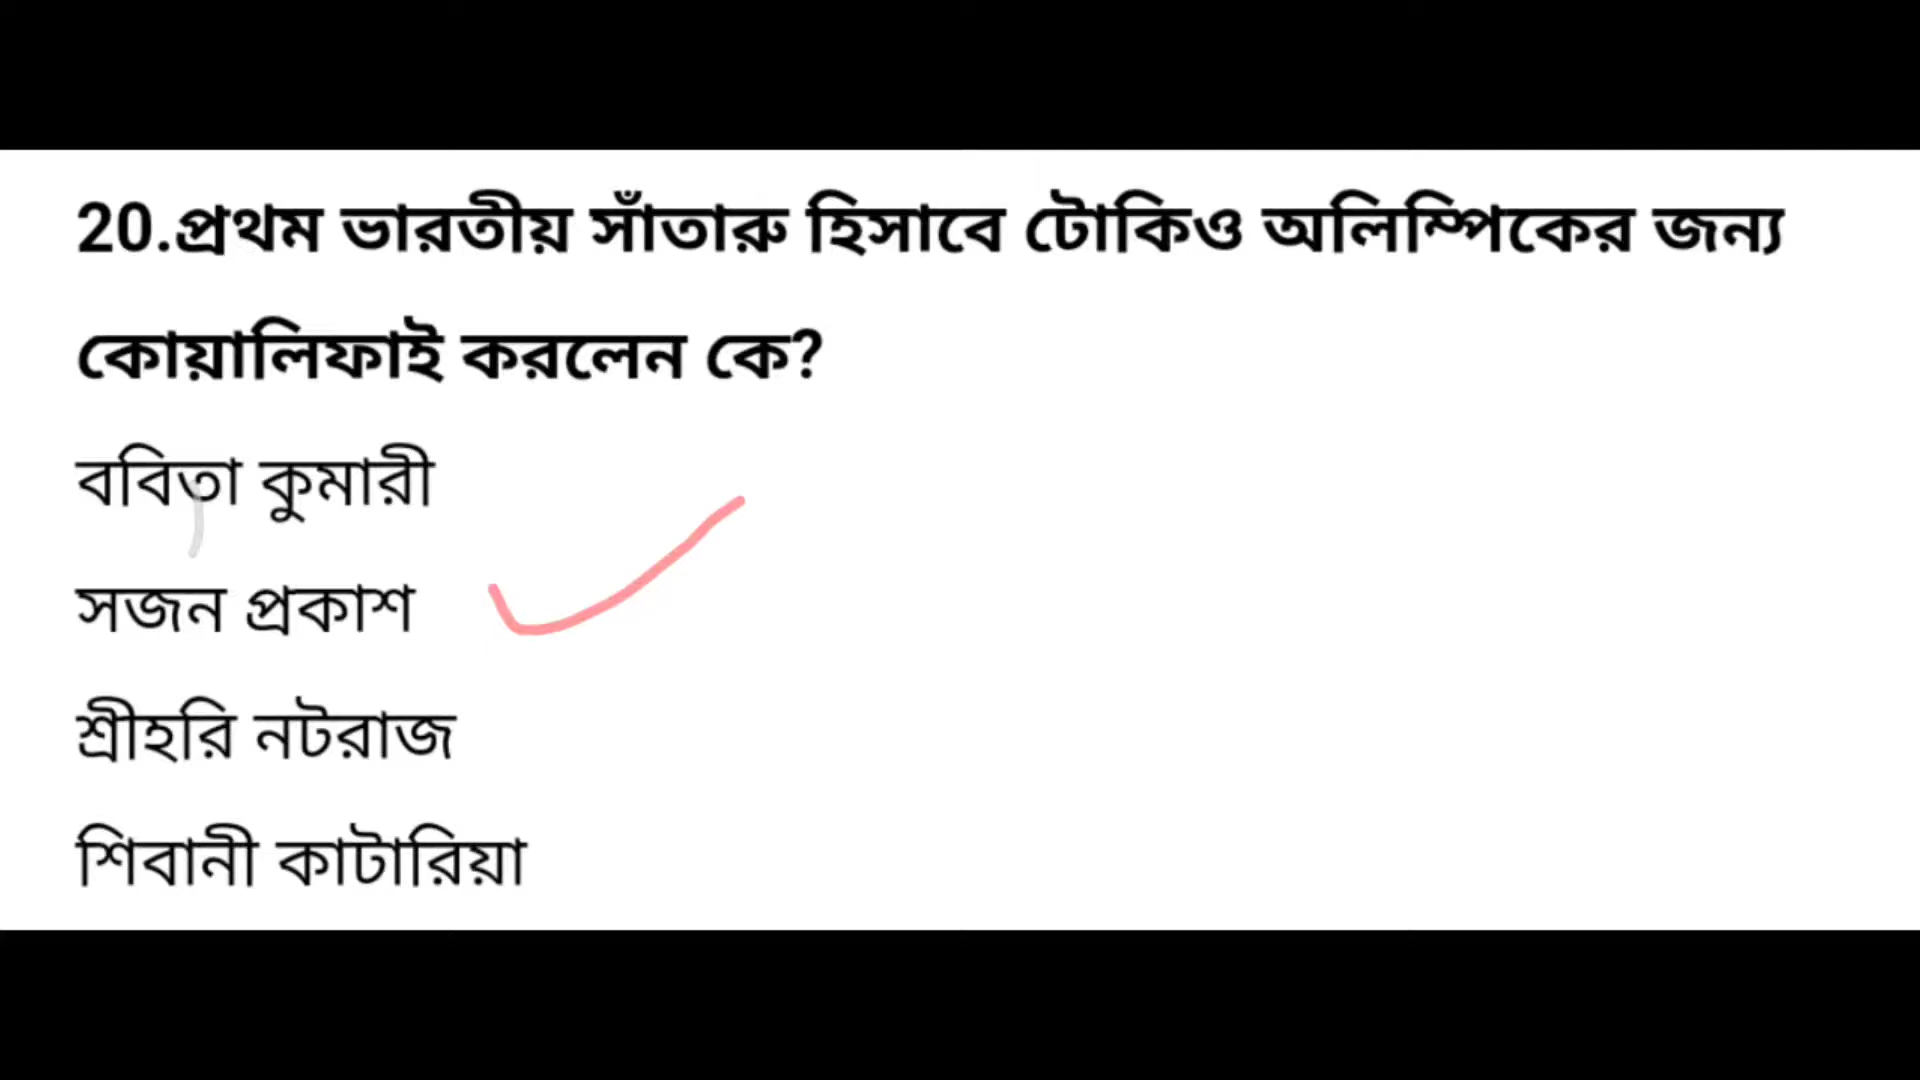 20.প্রথম ভারতীয় সাঁতারু হিসাবে টোকিও অলিম্পিকের জন্য
কোয়ালিফাই করলেন কে?
ববিতা কুমারী
সজন প্রকাশ
শ্রীহরি নটরাজ
শিবানী কাটারিয়া